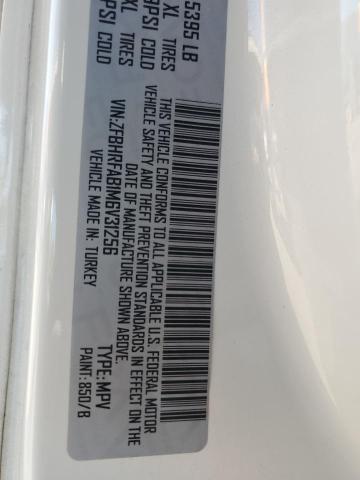 5395 LB
XL TIRES
PSI COLD
XL TIRES
PSI COLD
THIS VEHICLE CONFORMS TO ALL APPLICABLE U.S. FEDERAL MOTOR
VEHICLE SAFETY AND THEFT PREVENTION STANDARDS IN EFFECT ON THE
DATE OF MANUFACTURE SHOWN ABOVE.
VIN:ZFBHRFAB1M6V31256 TYPE:MPV
VEHICLE MADE IN: TURKEY PAINT:850/B